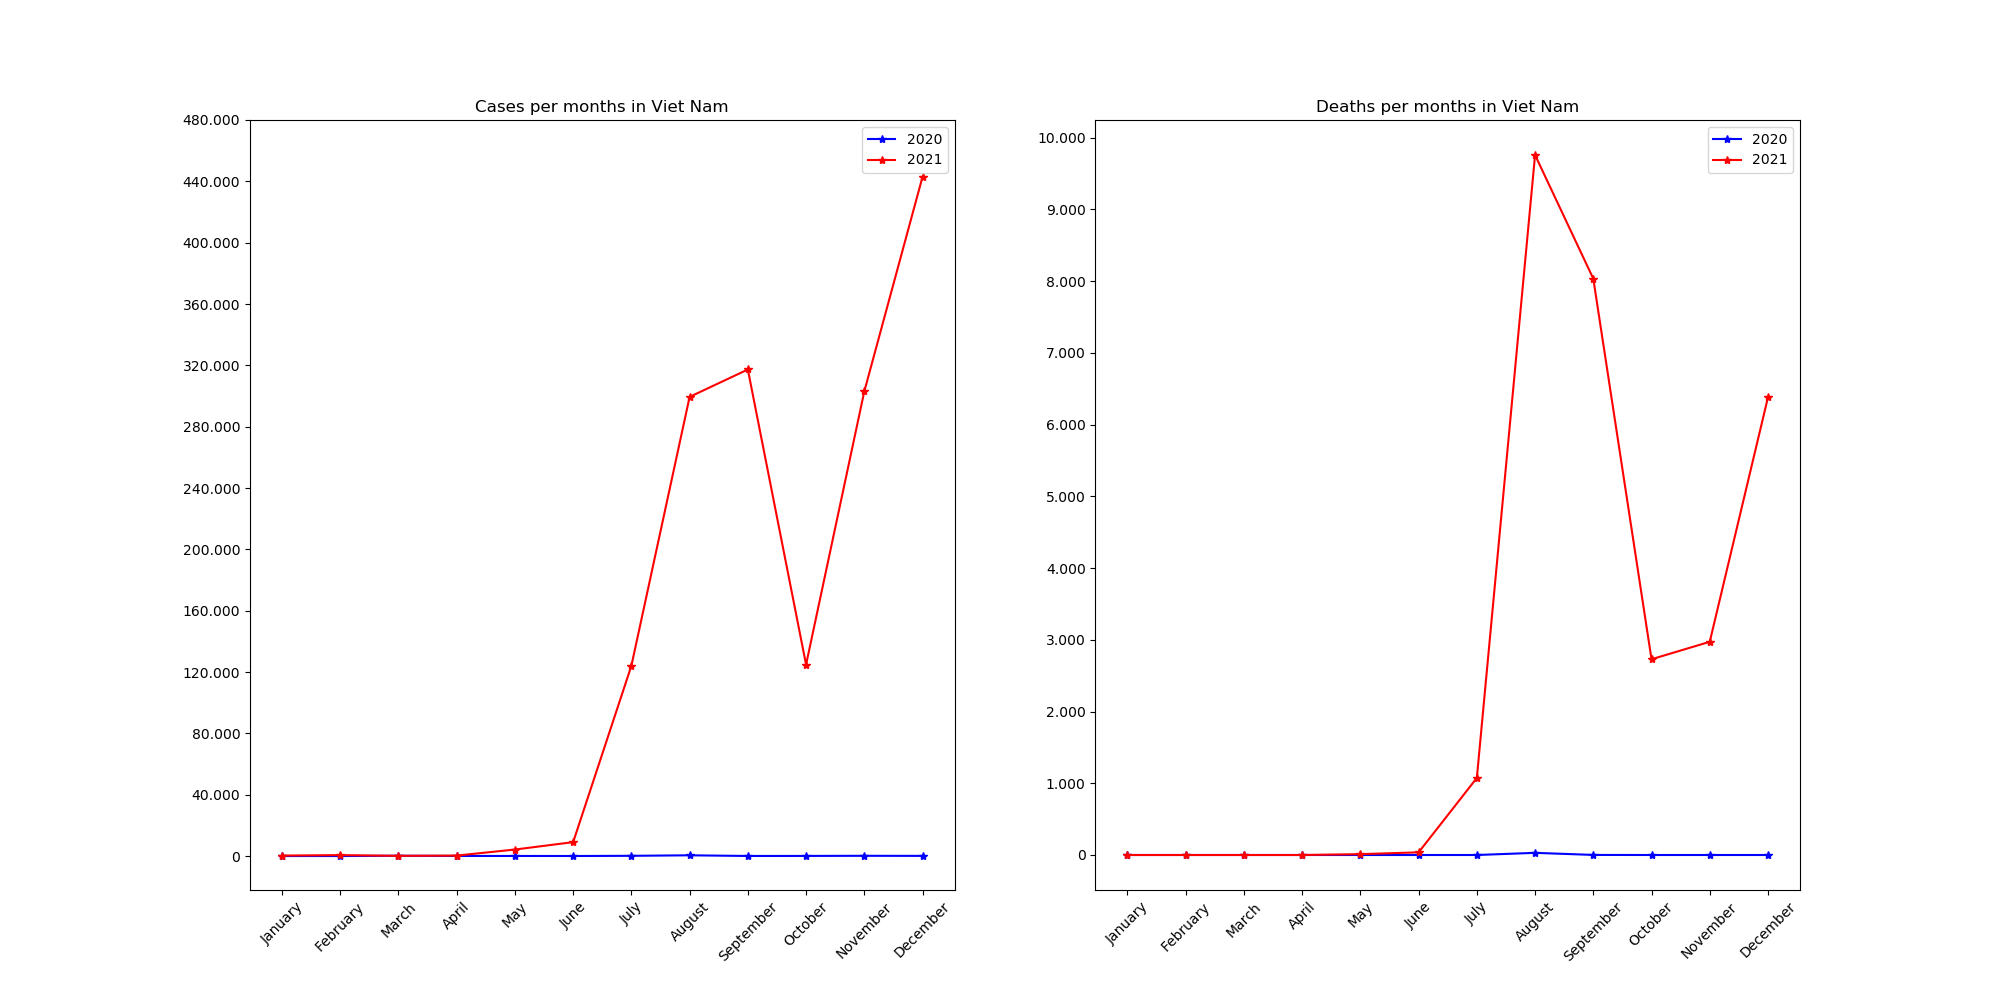 Cases per months in Viet Nam
480.000
440.000
400.000
360.000
320.000
280.000
240.000
200.000
160.000
120.000
80.000
40.000
0
2020
2021
January
February
March
April
May
June
July
August
September
October
November
December
Deaths per months in Viet Nam
10.000
9.000
8.000
7.000
6.000
5.000
4.000
3.000
2.000
1.000
0
2020
2021
January
February
March
April
May
June
July
August
September
October
November
December